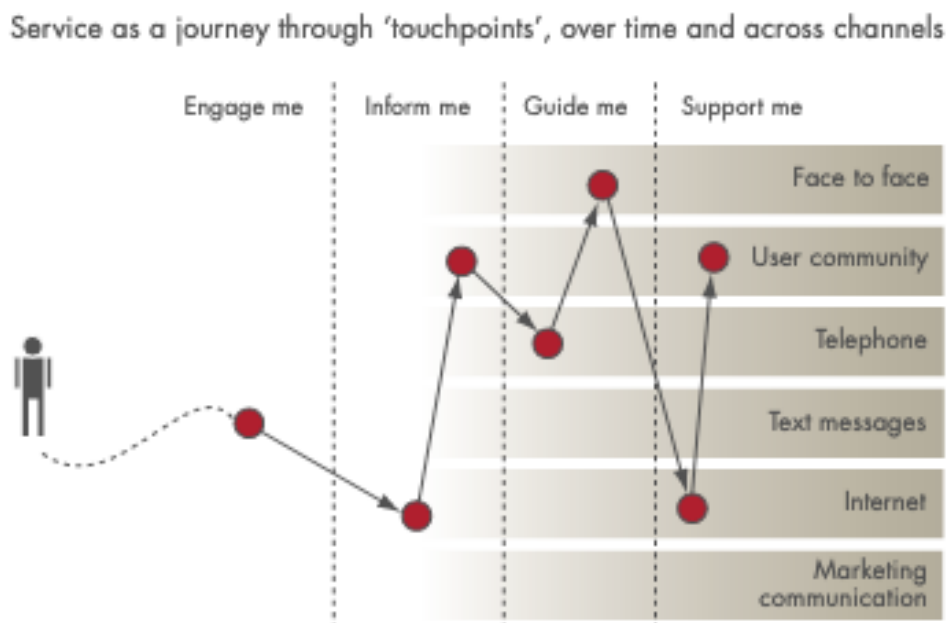 Service as a journey through ‘touchpoints’, over time and across channels
Engage me
Inform me
Guide me
Support me
Face to face
User community
Telephone
Text messages
Internet
Marketing
communication